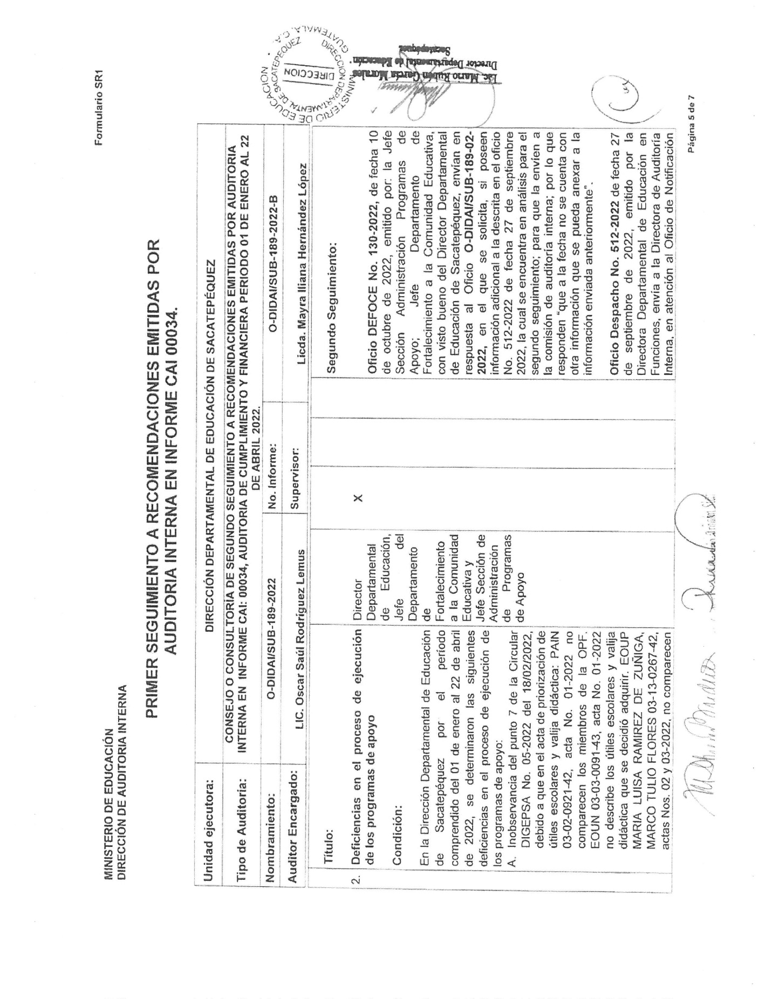 Formulario SR1
MINISTERIO DE EDUCACIÓN
DIRECCIÓN DE AUDITORIA INTERNA
PRIMER SEGUIMIENTO A RECOMENDACIONES EMITIDAS POR
AUDITORIA INTERNA EN INFORME CAI 00034.
Unidad ejecutora:
DIRECCIÓN DEPARTAMENTAL DE EDUCACIÓN DE SACATEPÉQUEZ
Tipo de Auditoria:
CONSEJO O CONSULTORÍA DE SEGUNDO SEGUIMIENTO A RECOMENDACIONES EMITIDAS POR AUDITORIA
INTERNA EN INFORME CAI: 00034, AUDITORIA DE CUMPLIMIENTO Y FINANCIERA PERIODO 01 DE ENERO AL 22
DE ABRIL 2022.
Nombramiento:
O-DIDAI/SUB-189-2022
No. Informe:
O-DIDAI/SUB-189-2022-B
Auditor Encargado:
LIC. Oscar Saúl Rodríguez Lemus
Supervisor:
Licda. Mayra Iliana Hernández López
Título:
2.
Deficiencias en el proceso de ejecución
de los programas de apoyo
Condición:
En la Dirección Departamental de Educación
de Sacatepéquez por el período
comprendido del 01 de enero al 22 de abril
de 2022, se determinaron las siguientes
deficiencias en el proceso de ejecución de
los programas de apoyo:
A. Inobservancia del punto 7 de la Circular
DIGEPSA No. 05-2022 del 18/02/2022,
debido a que en el acta de priorización de
útiles escolares y valija didáctica: PAIN
03-02-0921-42, acta No. 01-2022 no
comparecen los miembros de la OPF.
EOUN 03-03-0091-43, acta No. 01-2022
no describe los útiles escolares y valija
didáctica que se decidió adquirir. EOUP
MARIA LUISA RAMIREZ DE ZUÑIGA,
MARCO TULIO FLORES 03-13-0267-42,
actas Nos. 02 y 03-2022, no comparecen
Director
Departamental
de Educación,
Jefe del
Departamento
de
Fortalecimiento
a la Comunidad
Educativa y
Jefe Sección de
Administración
de Programas
de Apoyo
X
Segundo Seguimiento:
Oficio DEFOCE No. 130-2022, de fecha 10
de octubre de 2022, emitido por: la Jefe
Sección Administración Programas de
Apoyo; Jefe Departamento de
Fortalecimiento a la Comunidad Educativa,
con visto bueno del Director Departamental
de Educación de Sacatepéquez, envían en
respuesta al Oficio O-DIDAI/SUB-189-02-
2022, en el que se solicita, si poseen
información adicional a la descrita en el oficio
No. 512-2022 de fecha 27 de septiembre
2022, la cual se encuentra en análisis para el
segundo seguimiento; para que la envíen a
la comisión de auditoría interna; por lo que
responden “que a la fecha no se cuenta con
otra información que se pueda anexar a la
información enviada anteriormente”.
Oficio Despacho No. 512-2022 de fecha 27
de septiembre de 2022, emitido por la
Directora Departamental de Educación en
Funciones, envía a la Directora de Auditoría
Interna, en atención al Oficio de Notificación
MINISTERIO DE EDUCACION
GUATEMALA, C.A.
DIRECCION DEPARTAMENTAL DE SACATEPEQUEZ
DIRECCION
Lic. Mario Rubén García Morales
Director Departamental de Educación
Sacatepéquez
Página 5 de 7